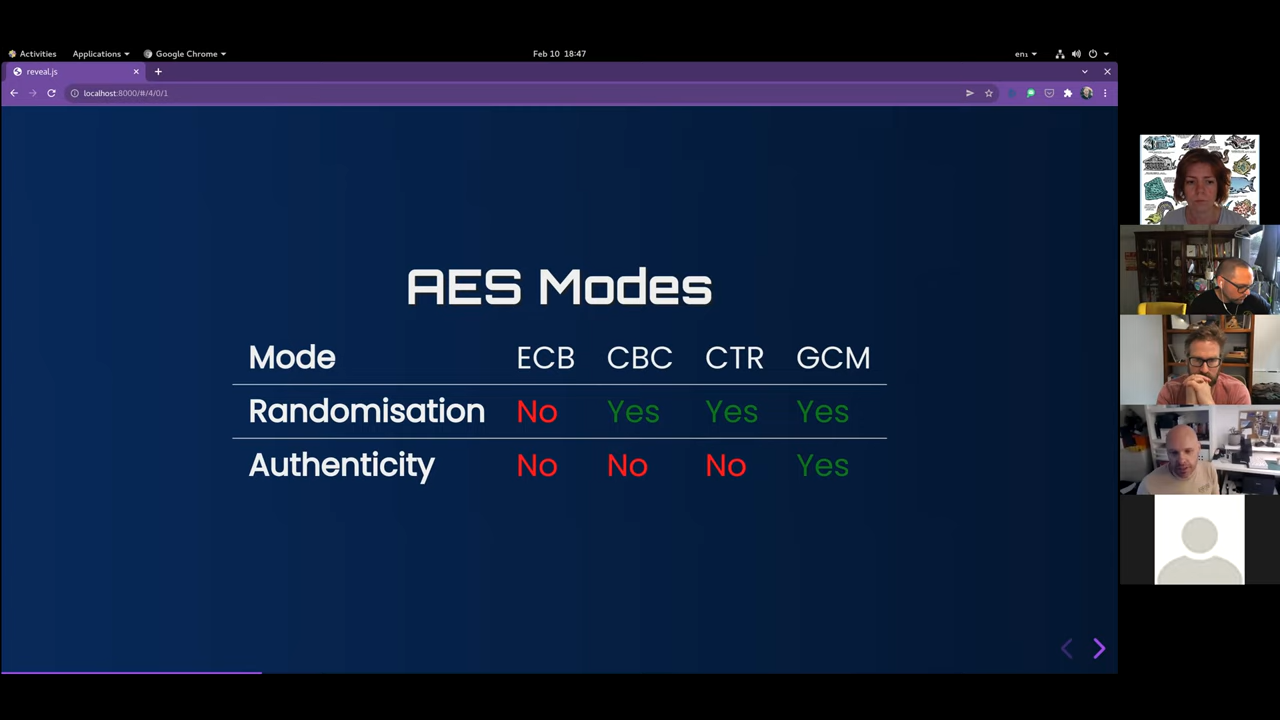 Activities Applications Google Chrome Feb 10 18:47 en₁
reveal.js
localhost:8000/#/4/0/1
AES Modes
Mode ECB CBC CTR GCM
Randomisation No Yes Yes Yes
Authenticity No No No Yes